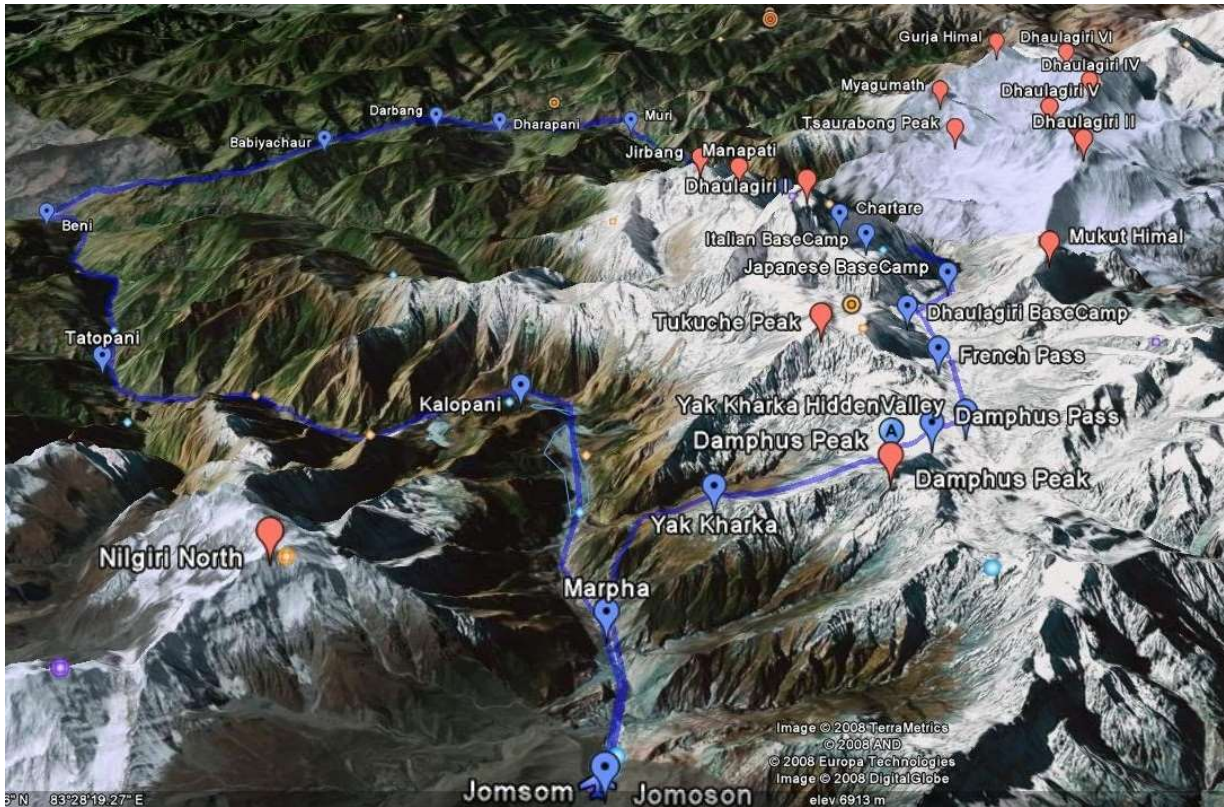 Gurja Himal
Dhaulagiri VI
Dhaulagiri IV
Myagumath
Dhaulagiri V
Darbang
Dharapani
Muri
Tsaurabong Peak
Dhaulagiri II
Babiyachaur
Jirbang
Manapati
Dhaulagiri I
Beni
Chartare
Italian BaseCamp
Mukut Himal
Japanese BaseCamp
Tukuche Peak
Dhaulagiri BaseCamp
Tatopani
French Pass
Kalopani
Yak Kharka HiddenValley
Damphus Pass
A
Damphus Peak
Damphus Peak
Yak Kharka
Nilgiri North
Marpha
Image © 2008 TerraMetrics
© 2008 AND
© 2008 Europa Technologies
Image © 2008 DigitalGlobe
Jomsom
Jomoson
6" N 83°28'19.27" E
elev 6913 m